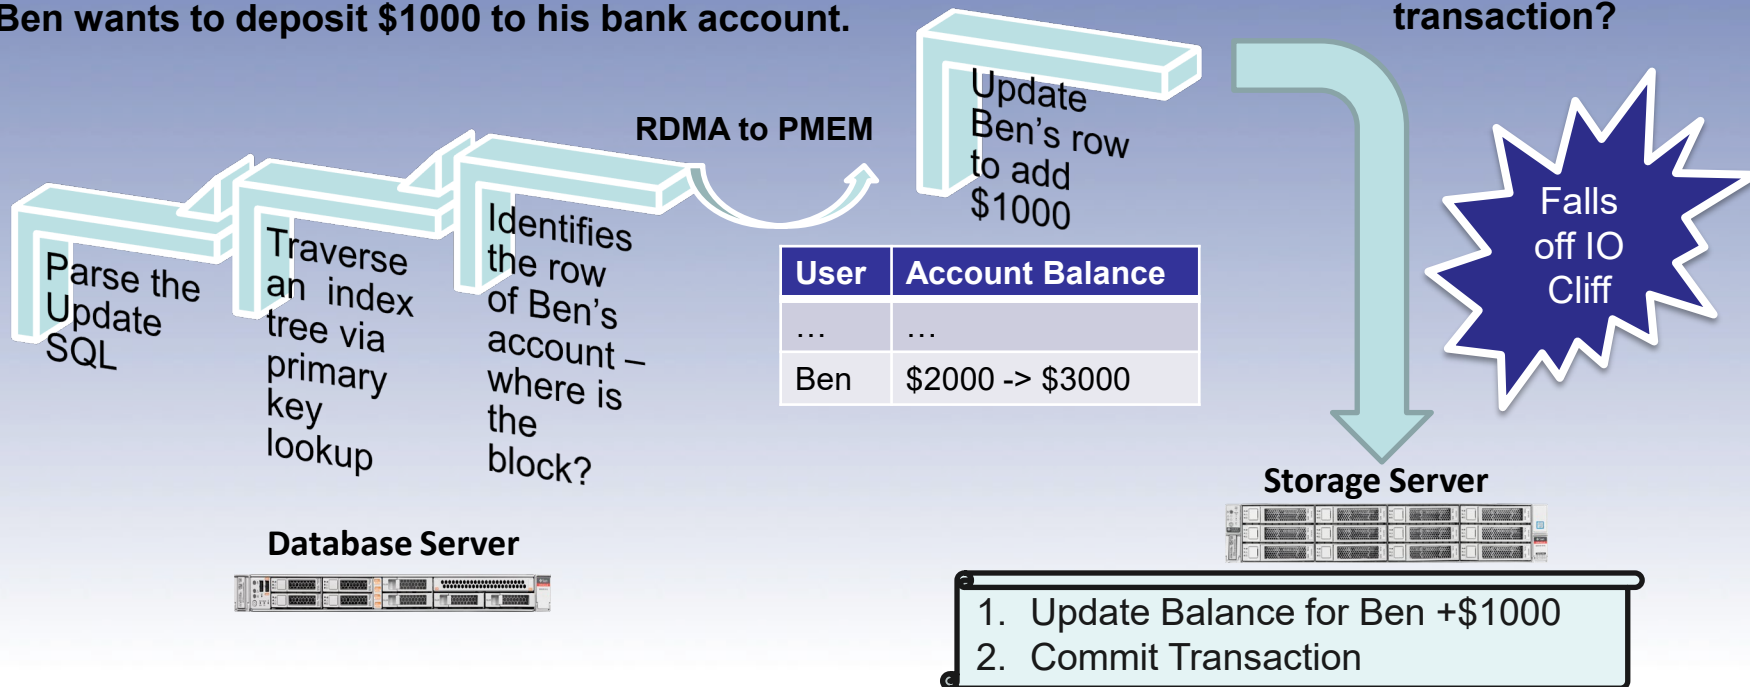 Ben wants to deposit $1000 to his bank account.
transaction?
RDMA to PMEM
Parse the
Update
SQL
Traverse
an index
tree via
primary
key
lookup
Identifies
the row
of Ben's
account –
where is
the
block?
Update
Ben's row
to add
$1000
User Account Balance
… …
Ben $2000 -> $3000
Falls
off IO
Cliff
Database Server
Storage Server
1. Update Balance for Ben +$1000
2. Commit Transaction